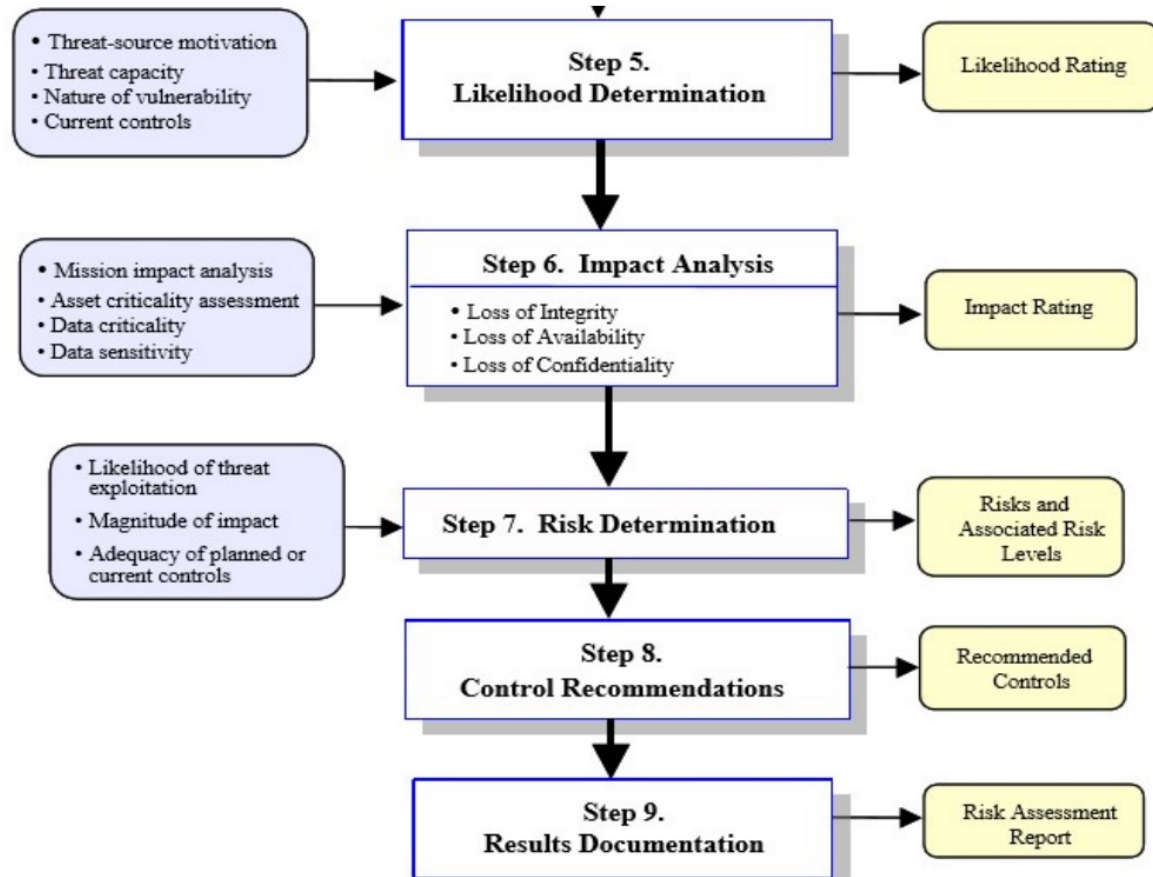 • Threat-source motivation
• Threat capacity
• Nature of vulnerability
• Current controls
Step 5.
Likelihood Determination
Likelihood Rating
• Mission impact analysis
• Asset criticality assessment
• Data criticality
• Data sensitivity
Step 6. Impact Analysis
• Loss of Integrity
• Loss of Availability
• Loss of Confidentiality
Impact Rating
• Likelihood of threat
exploitation
• Magnitude of impact
• Adequacy of planned or
current controls
Step 7. Risk Determination
Risks and
Associated Risk
Levels
Step 8.
Control Recommendations
Recommended
Controls
Step 9.
Results Documentation
Risk Assessment
Report